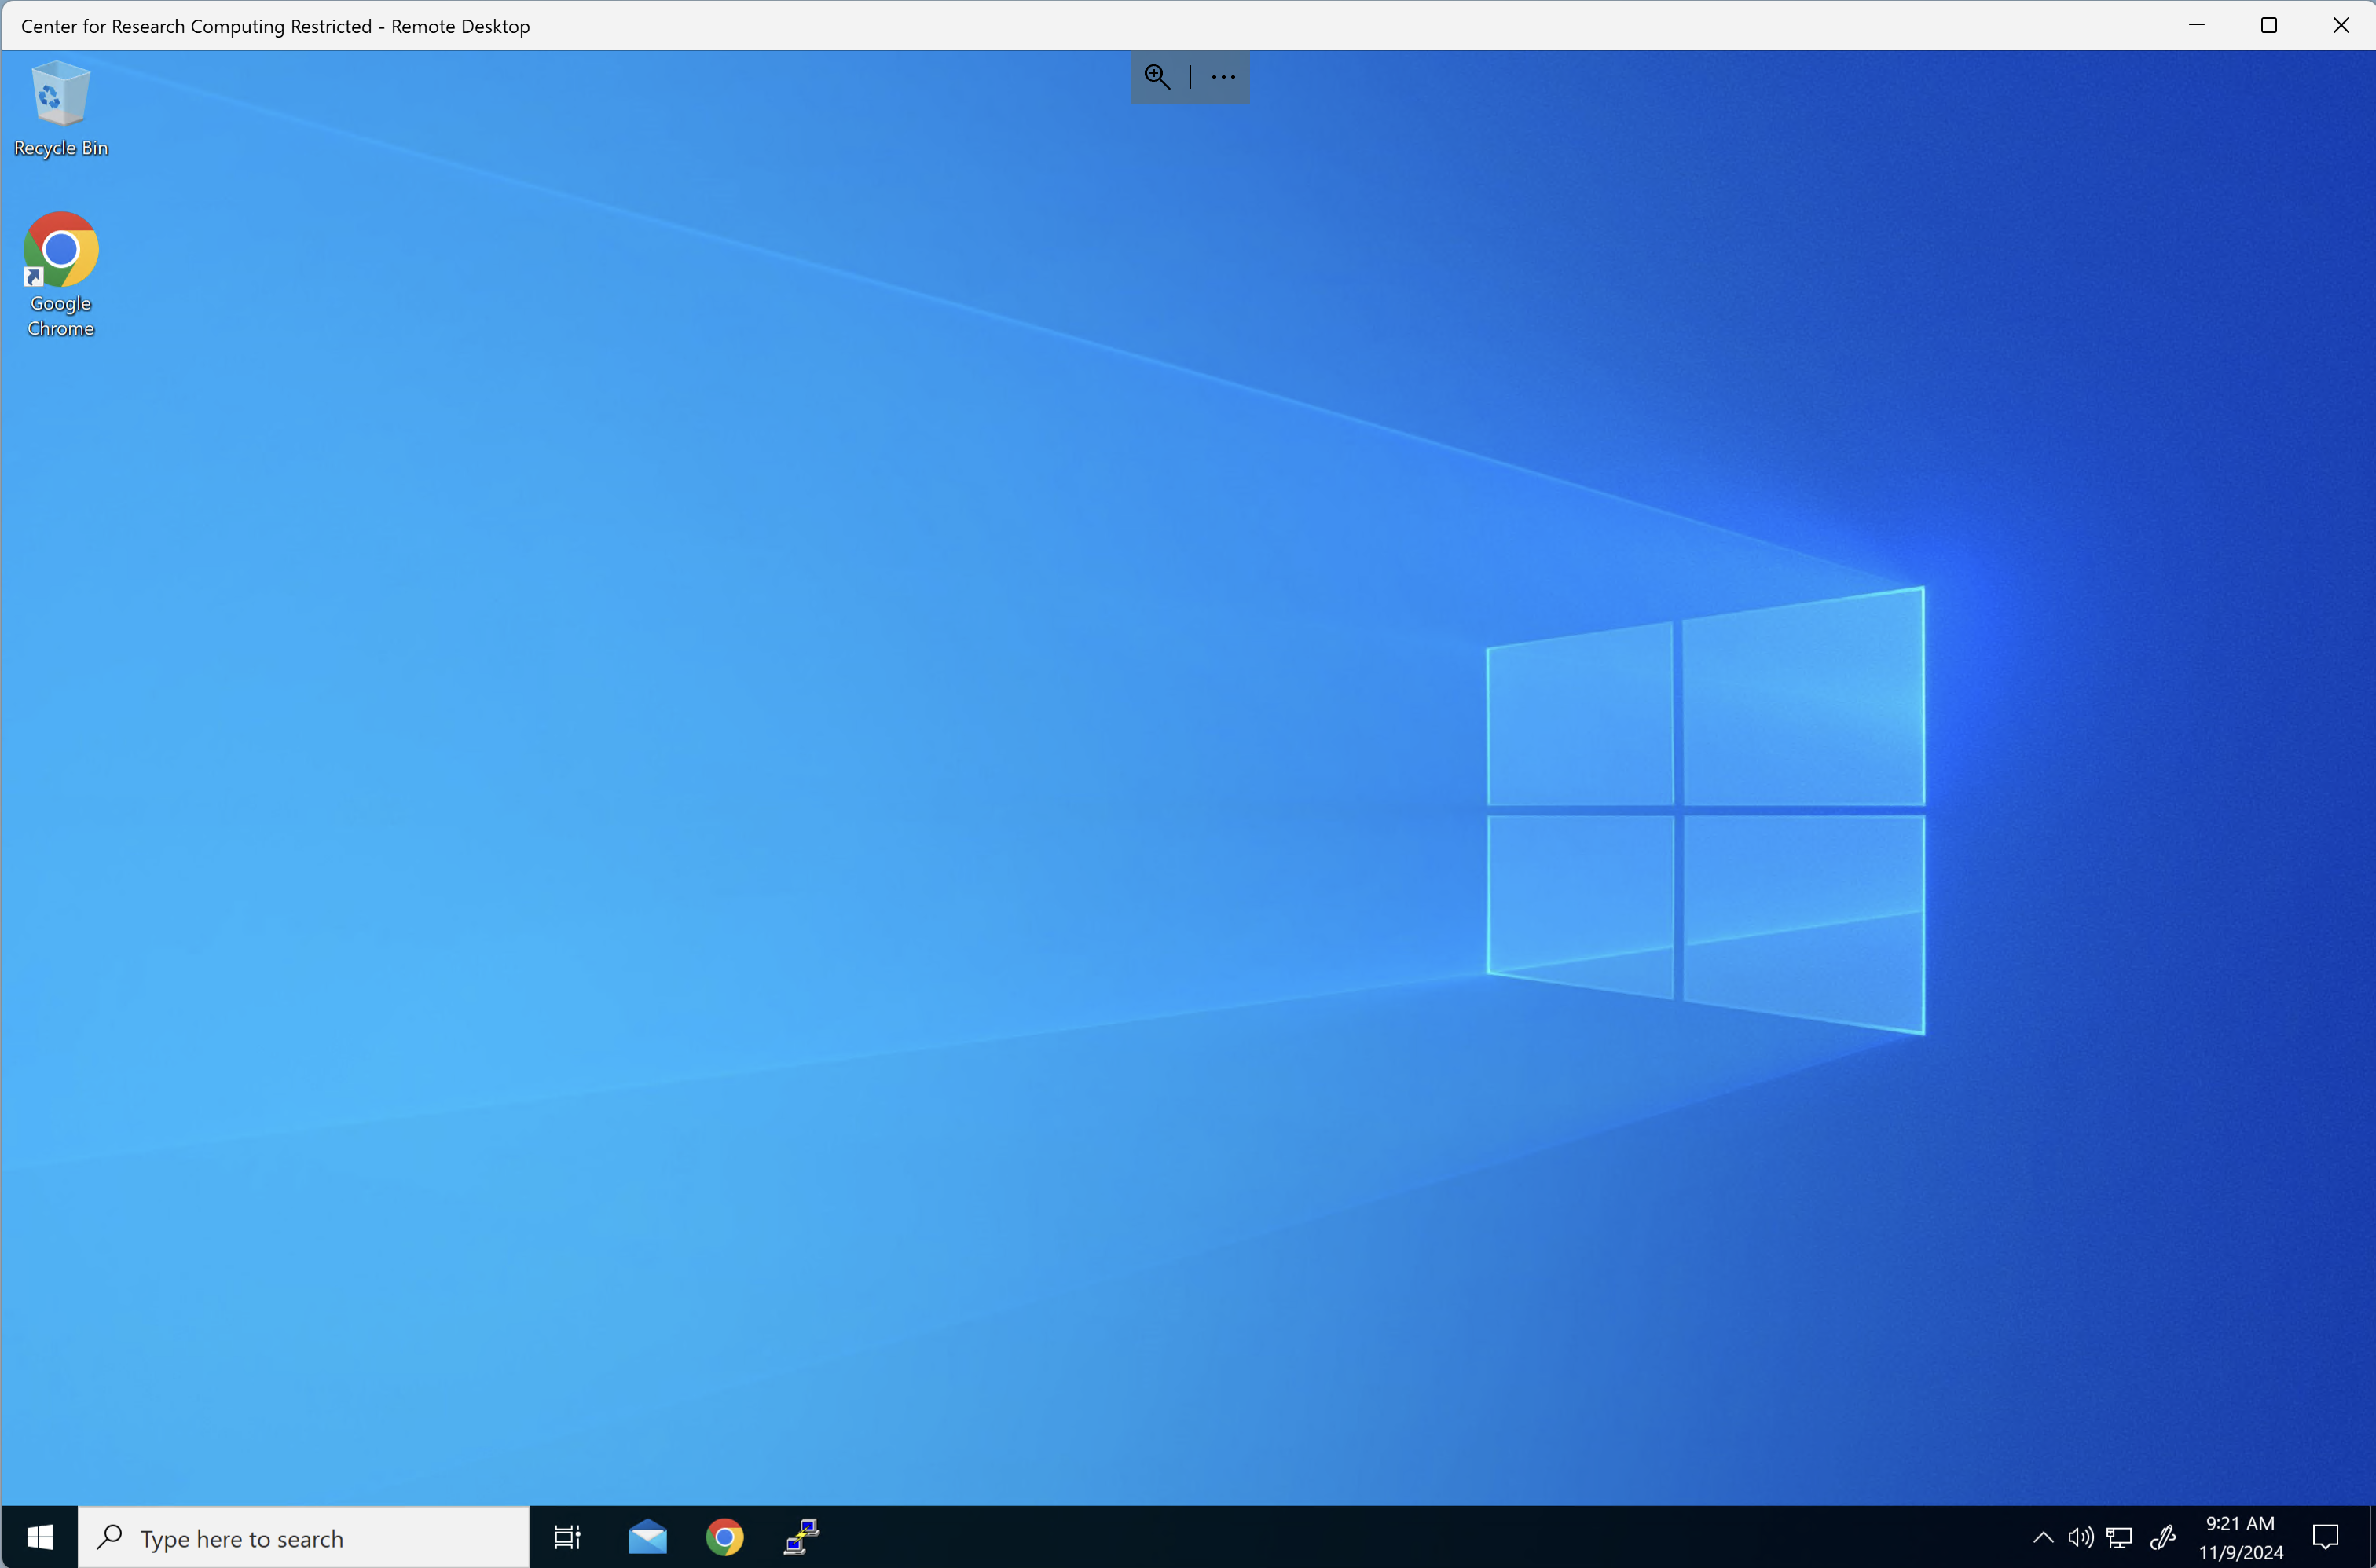 Center for Research Computing Restricted - Remote Desktop
Recycle Bin
Google
Chrome
Type here to search
9:21 AM
11/9/2024